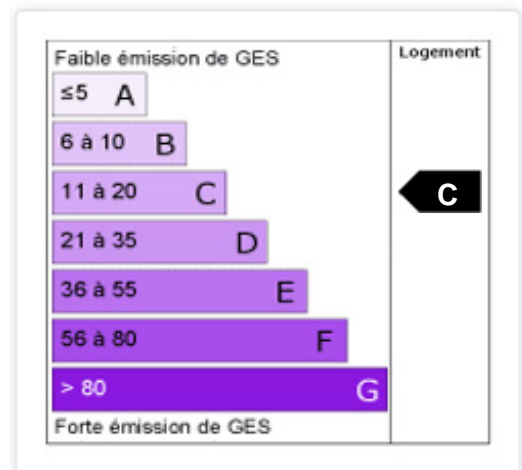 Faible émission de GES
Logement
≤5 A
6 à 10 B
11 à 20 C
C
21 à 35 D
36 à 55 E
56 à 80 F
> 80 G
Forte émission de GES